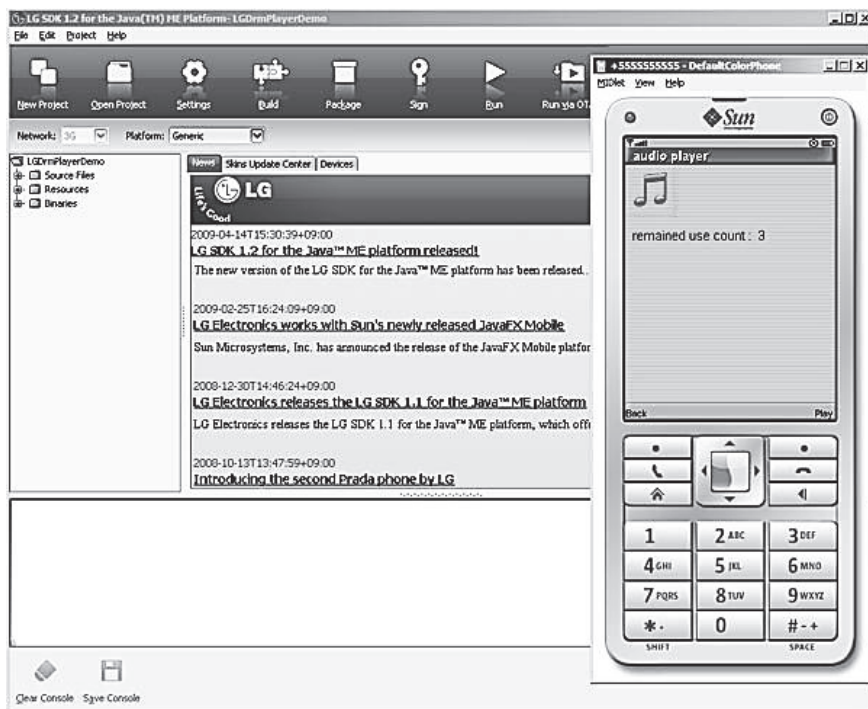 LG SDK 1.2 for the Java(TM) ME Platform- LGDrmPlayerDemo
File Edit Project Help
New Project Open Project Settings Build Package Sign Run Run via OTA
Network: 3G Platform: Generic
LGDrmPlayerDemo
Source Files
Resources
Binaries
News Skins Update Center Devices
Life's Good LG
2009-04-14T15:30:39+09:00
LG SDK 1.2 for the Java™ ME platform released!
The new version of the LG SDK for the Java™ ME platform has been released..
2009-02-25T16:24:09+09:00
LG Electronics works with Sun's newly released JavaFX Mobile
Sun Microsystems, Inc. has announced the release of the JavaFX Mobile platfor
2008-12-30T14:46:24+09:00
LG Electronics releases the LG SDK 1.1 for the Java™ ME platform
LG Electronics releases the LG SDK 1.1 for the Java™ ME platform, which off
2008-10-13T13:47:59+09:00
Introducing the second Prada phone by LG
Clear Console Save Console
+5555555555 - DefaultColorPhone
MIDlet View Help
Sun
audio player
remained use count : 3
Back Play
1 2 ABC 3 DEF
4 GHI 5 JKL 6 MNO
7 PQRS 8 TUV 9 WXYZ
* . 0 # - +
SHIFT SPACE